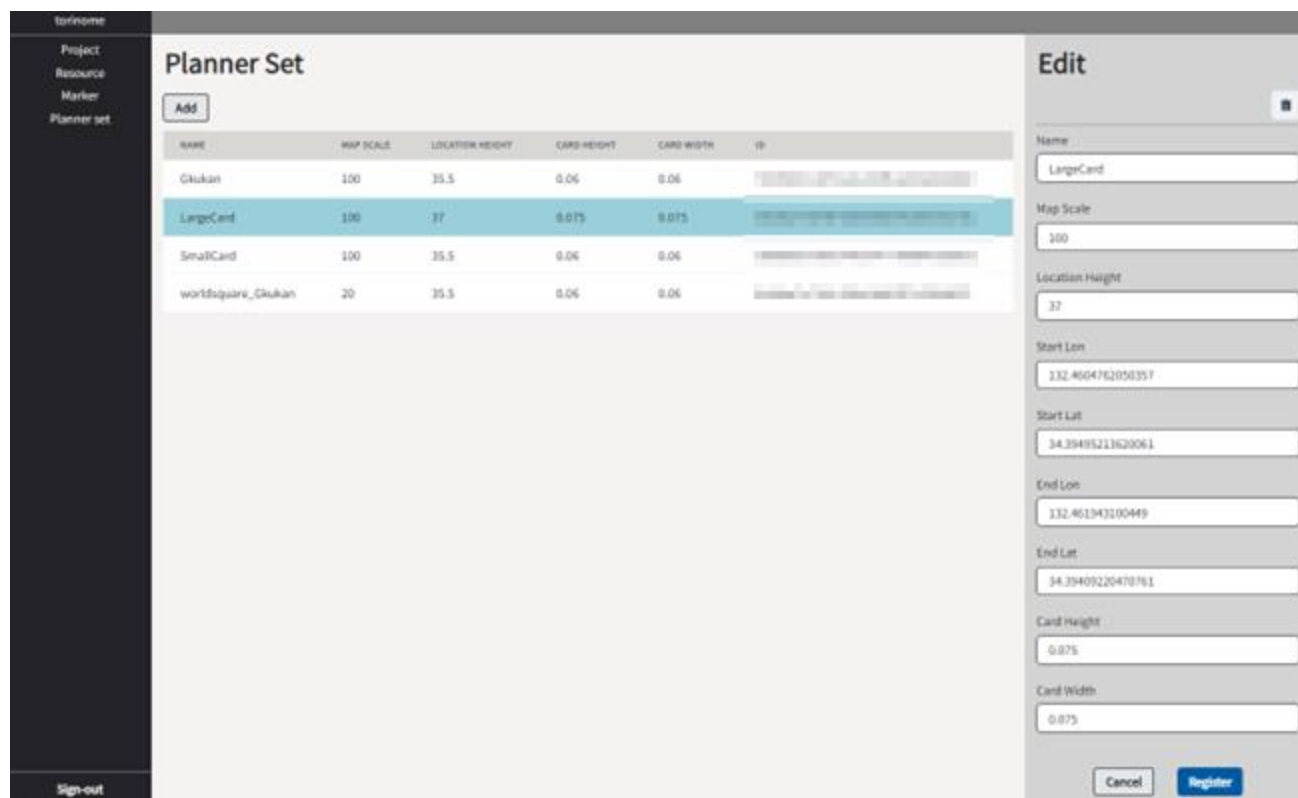 torinome
Project
Resource
Marker
Planner set
Sign-out
Planner Set
Add
NAME MAP SCALE LOCATION HEIGHT CARD HEIGHT CARD WIDTH ID
Gkukan 100 35.5 0.06 0.06
LargeCard 100 37 0.075 0.075
SmallCard 100 35.5 0.06 0.06
worldsquare_Gkukan 20 35.5 0.06 0.06
Edit
Name
LargeCard
Map Scale
100
Location Height
37
Start Lon
132.4604762050357
Start Lat
34.39495213620061
End Lon
132.461943100449
End Lat
34.39409220470761
Card Height
0.075
Card Width
0.075
Cancel Register